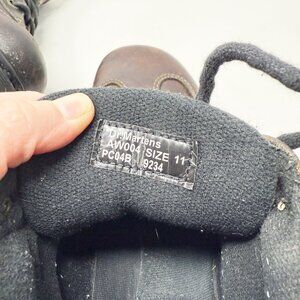 Dr.Martens
AW004 SIZE 11
PC04B 9234